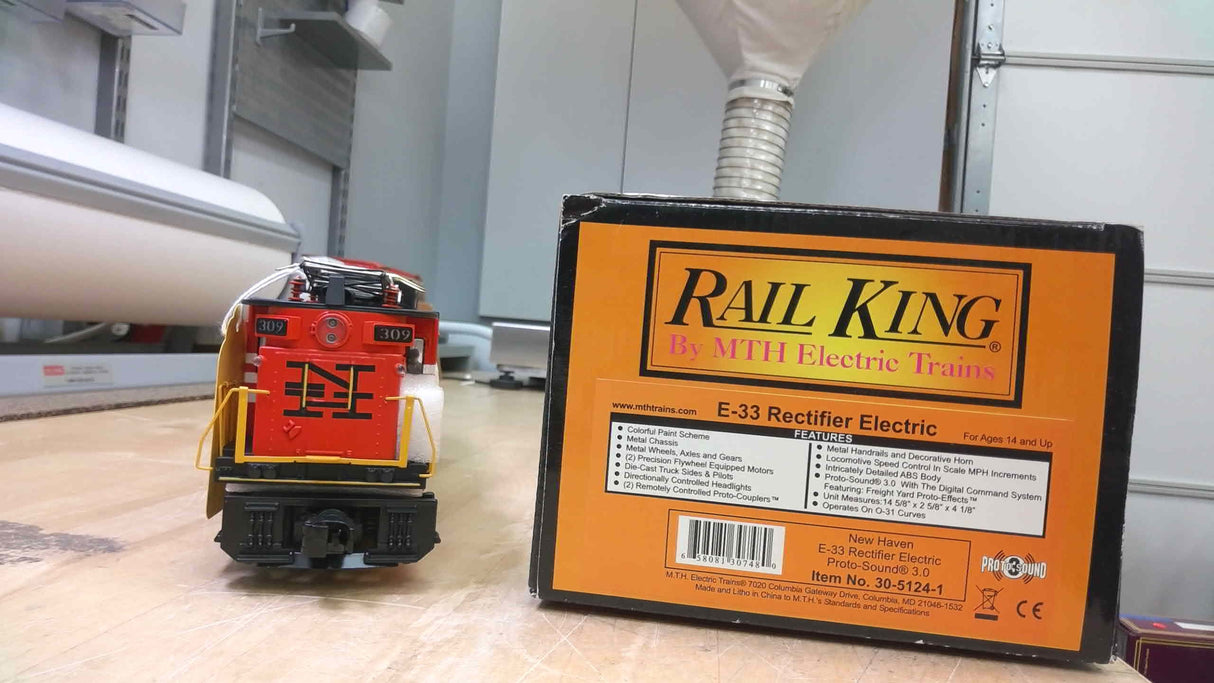 309
309
NH
RAIL KING®
By MTH Electric Trains
www.mthtrains.com
E-33 Rectifier Electric
For Ages 14 and Up
FEATURES
• Colorful Paint Scheme
• Metal Chassis
• Metal Wheels, Axles and Gears
• (2) Precision Flywheel Equipped Motors
• Die-Cast Truck Sides & Pilots
• Directionally Controlled Headlights
• (2) Remotely Controlled Proto-Couplers™
• Metal Handrails and Decorative Horn
• Locomotive Speed Control In Scale MPH Increments
• Intricately Detailed ABS Body
• Proto-Sound® 3.0 With The Digital Command System
Featuring: Freight Yard Proto-Effects™
• Unit Measures: 14 5/8" x 2 5/8" x 4 1/8"
• Operates On O-31 Curves
6 58081 30748 0
New Haven
E-33 Rectifier Electric
Proto-Sound® 3.0
Item No. 30-5124-1
PROTO-SOUND 3
M.T.H. Electric Trains® 7020 Columbia Gateway Drive, Columbia, MD 21046-1532
Made and Litho in China to M.T.H.'s Standards and Specifications
CE